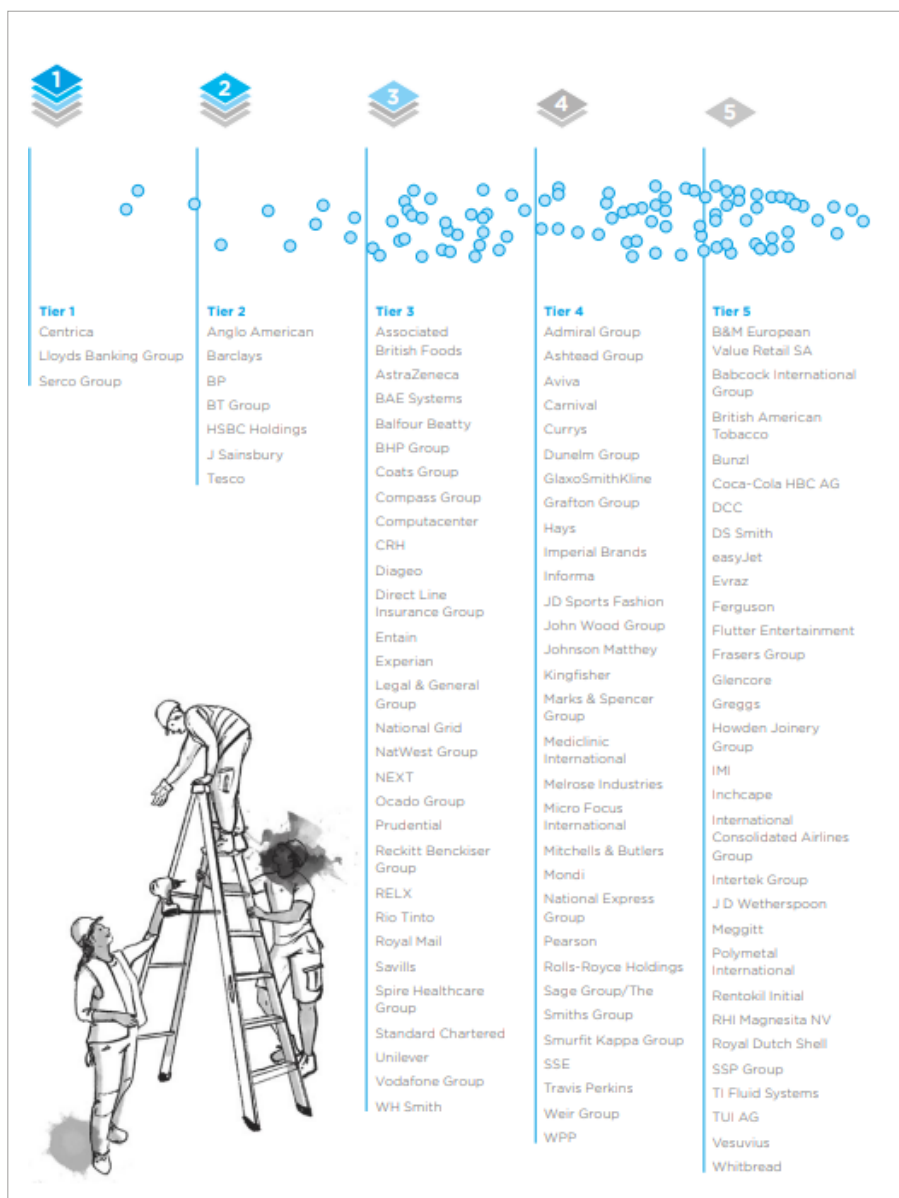 1
2
3
4
5
Tier 1
Centrica
Lloyds Banking Group
Serco Group
Tier 2
Anglo American
Barclays
BP
BT Group
HSBC Holdings
J Sainsbury
Tesco
Tier 3
Associated
British Foods
AstraZeneca
BAE Systems
Balfour Beatty
BHP Group
Coats Group
Compass Group
Computacenter
CRH
Diageo
Direct Line
Insurance Group
Entain
Experian
Legal & General
Group
National Grid
NatWest Group
NEXT
Ocado Group
Prudential
Reckitt Benckiser
Group
RELX
Rio Tinto
Royal Mail
Savills
Spire Healthcare
Group
Standard Chartered
Unilever
Vodafone Group
WH Smith
Tier 4
Admiral Group
Ashtead Group
Aviva
Carnival
Currys
Dunelm Group
GlaxoSmithKline
Grafton Group
Hays
Imperial Brands
Informa
JD Sports Fashion
John Wood Group
Johnson Matthey
Kingfisher
Marks & Spencer
Group
Mediclinic
International
Melrose Industries
Micro Focus
International
Mitchells & Butlers
Mondi
National Express
Group
Pearson
Rolls-Royce Holdings
Sage Group/The
Smiths Group
Smurfit Kappa Group
SSE
Travis Perkins
Weir Group
WPP
Tier 5
B&M European
Value Retail SA
Babcock International
Group
British American
Tobacco
Bunzl
Coca-Cola HBC AG
DCC
DS Smith
easyJet
Evraz
Ferguson
Flutter Entertainment
Frasers Group
Glencore
Greggs
Howden Joinery
Group
IMI
Inchcape
International
Consolidated Airlines
Group
Intertek Group
J D Wetherspoon
Meggitt
Polymetal
International
Rentokil Initial
RHI Magnesita NV
Royal Dutch Shell
SSP Group
TI Fluid Systems
TUI AG
Vesuvius
Whitbread